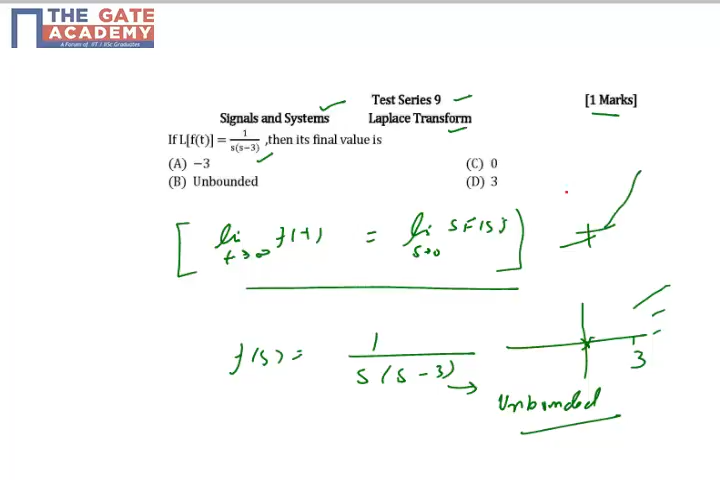 THE GATE
ACADEMY
A Forum of IIT / IISc Graduates
Test Series 9 [1 Marks]
Signals and Systems Laplace Transform
If L[f(t)] = 1/s(s−3) ,then its final value is
(A) −3 (C) 0
(B) Unbounded (D) 3
[ lim t→∞ f(t) = lim s→0 SF(S) ]
f(s) = 1/S(S−3)
3
Unbounded